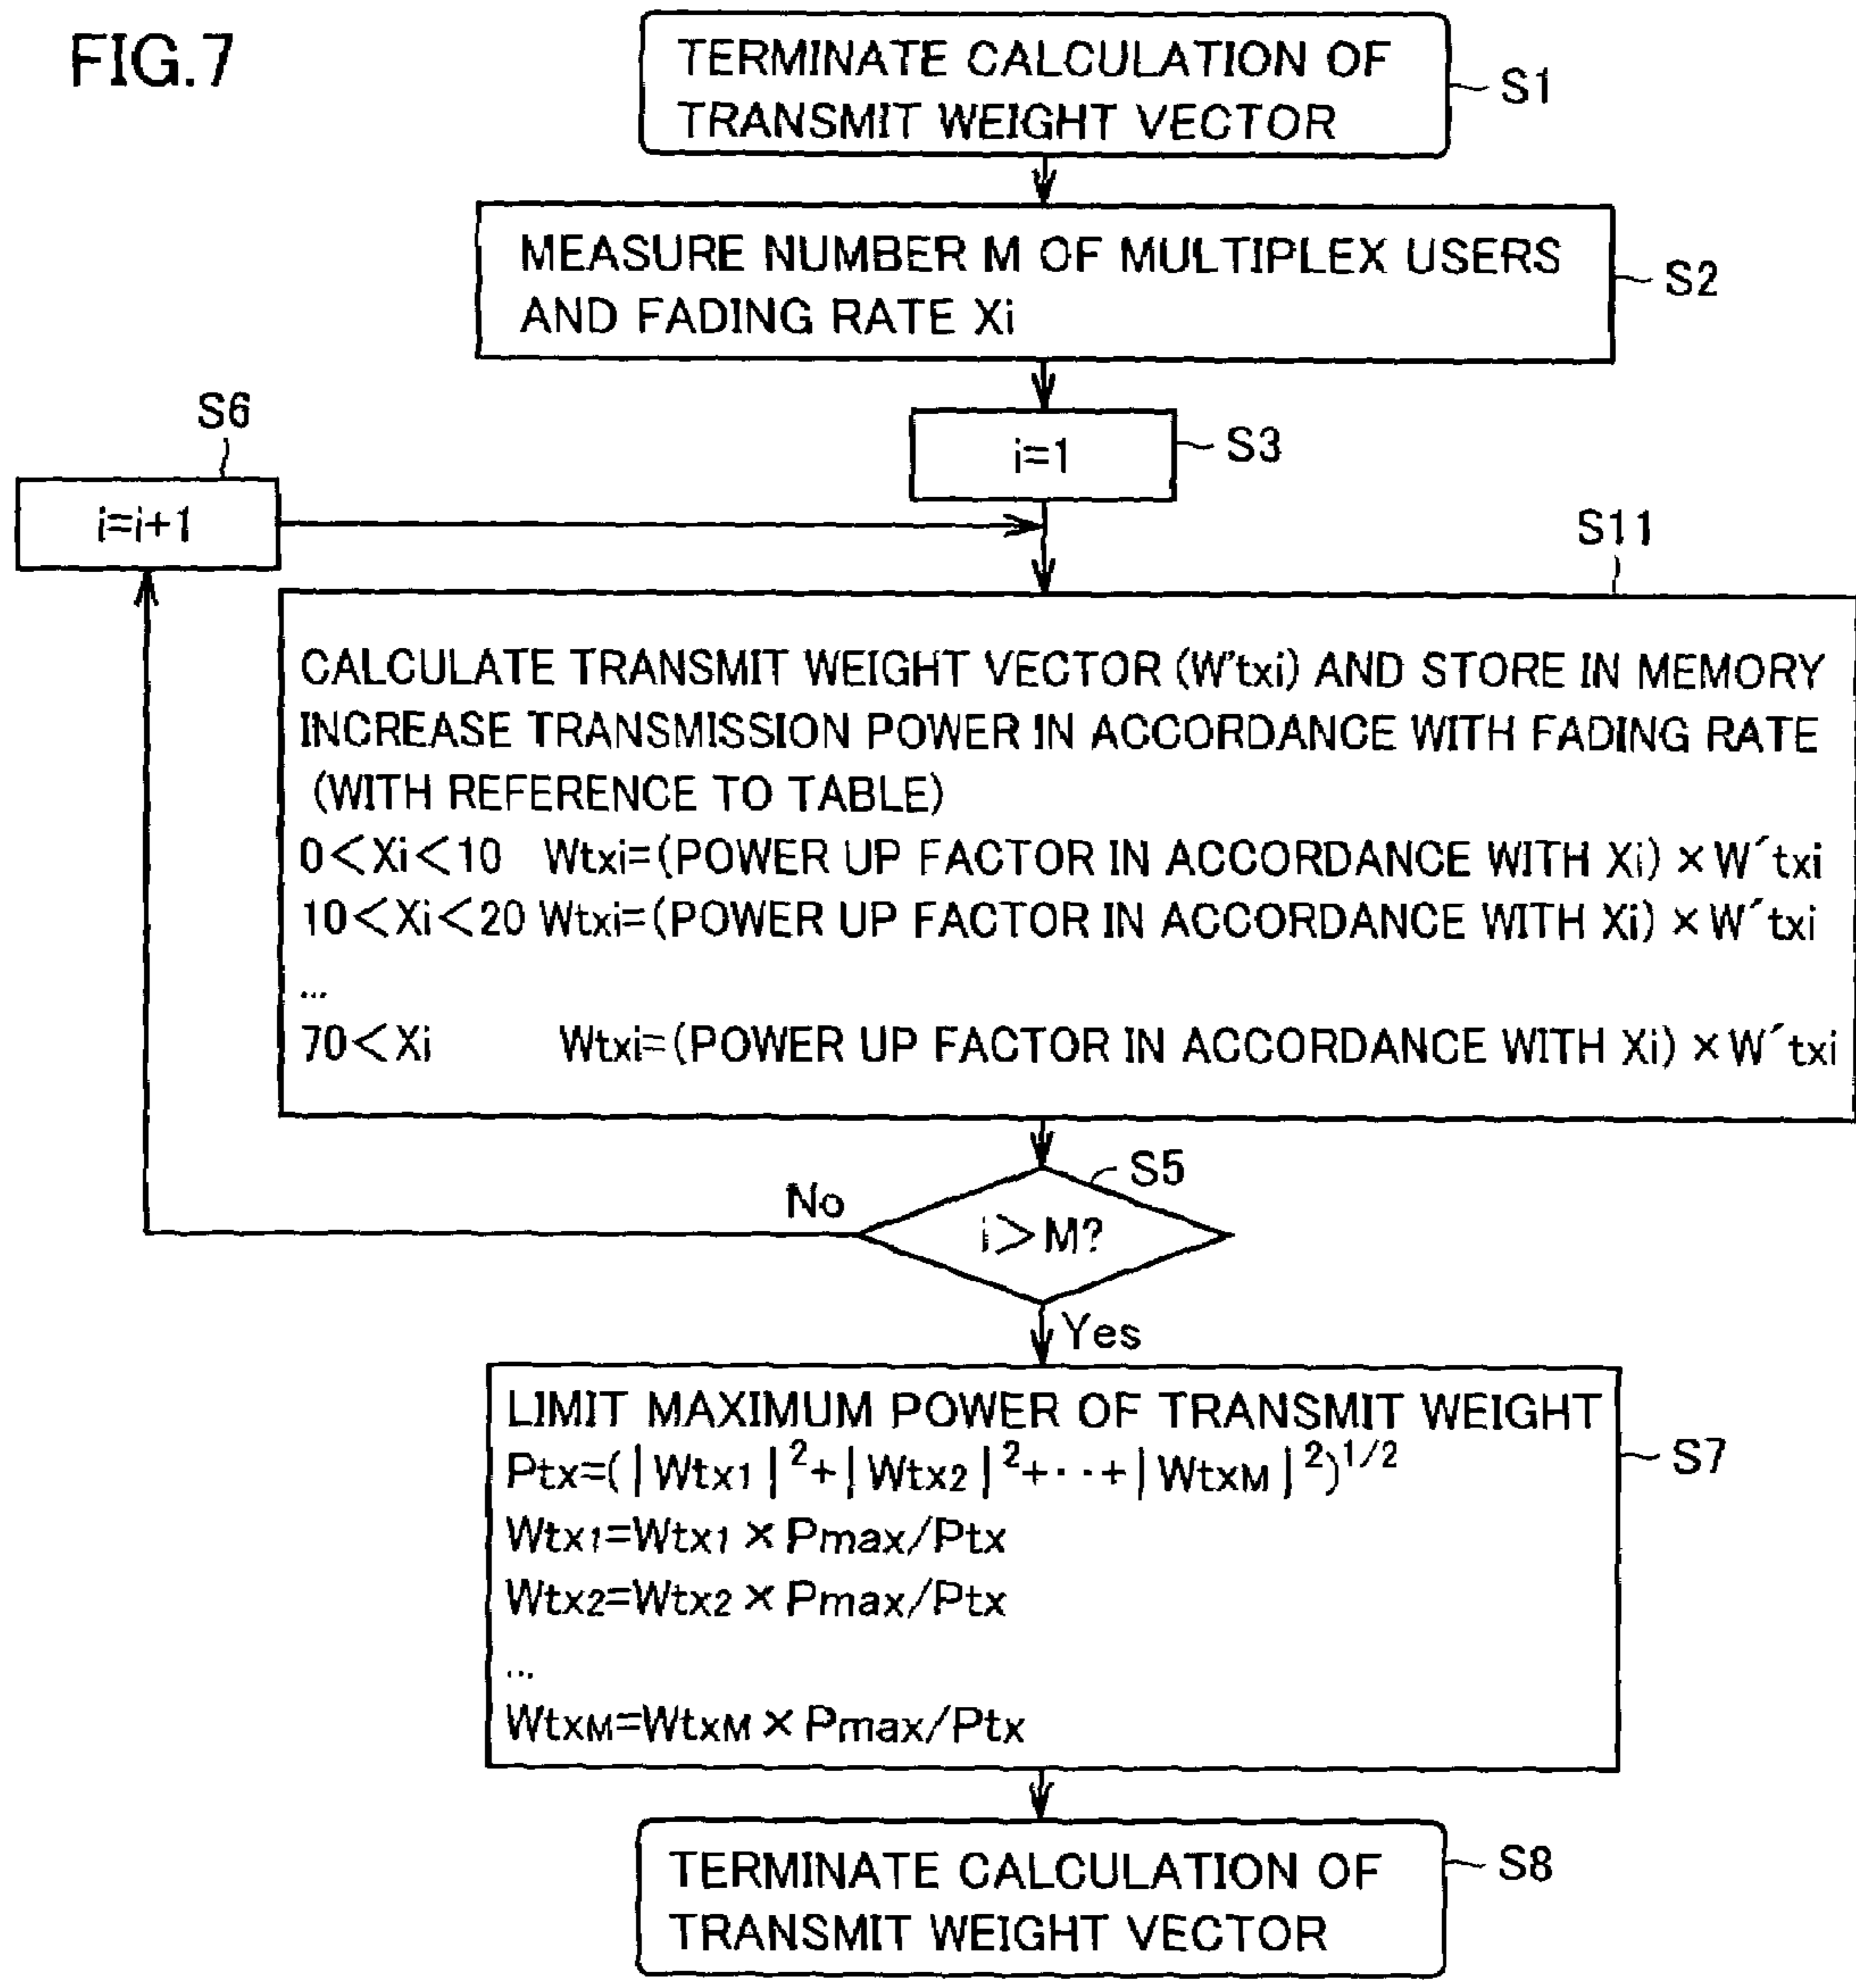 FIG.7
TERMINATE CALCULATION OF
TRANSMIT WEIGHT VECTOR
S1
MEASURE NUMBER M OF MULTIPLEX USERS
AND FADING RATE Xi
S2
i=1
S3
S6
i=i+1
S11
CALCULATE TRANSMIT WEIGHT VECTOR (W'txi) AND STORE IN MEMORY
INCREASE TRANSMISSION POWER IN ACCORDANCE WITH FADING RATE
(WITH REFERENCE TO TABLE)
0<Xi<10 Wtxi=(POWER UP FACTOR IN ACCORDANCE WITH Xi) × W´txi
10<Xi<20 Wtxi=(POWER UP FACTOR IN ACCORDANCE WITH Xi) × W´txi
...
70<Xi Wtxi=(POWER UP FACTOR IN ACCORDANCE WITH Xi) × W´txi
S5
No
i>M?
Yes
LIMIT MAXIMUM POWER OF TRANSMIT WEIGHT
Ptx=(|Wtx1|²+|Wtx2|²+··+|WtxM|²)^1/2
Wtx1=Wtx1 × Pmax/Ptx
Wtx2=Wtx2 × Pmax/Ptx
...
WtxM=WtxM × Pmax/Ptx
S7
TERMINATE CALCULATION OF
TRANSMIT WEIGHT VECTOR
S8